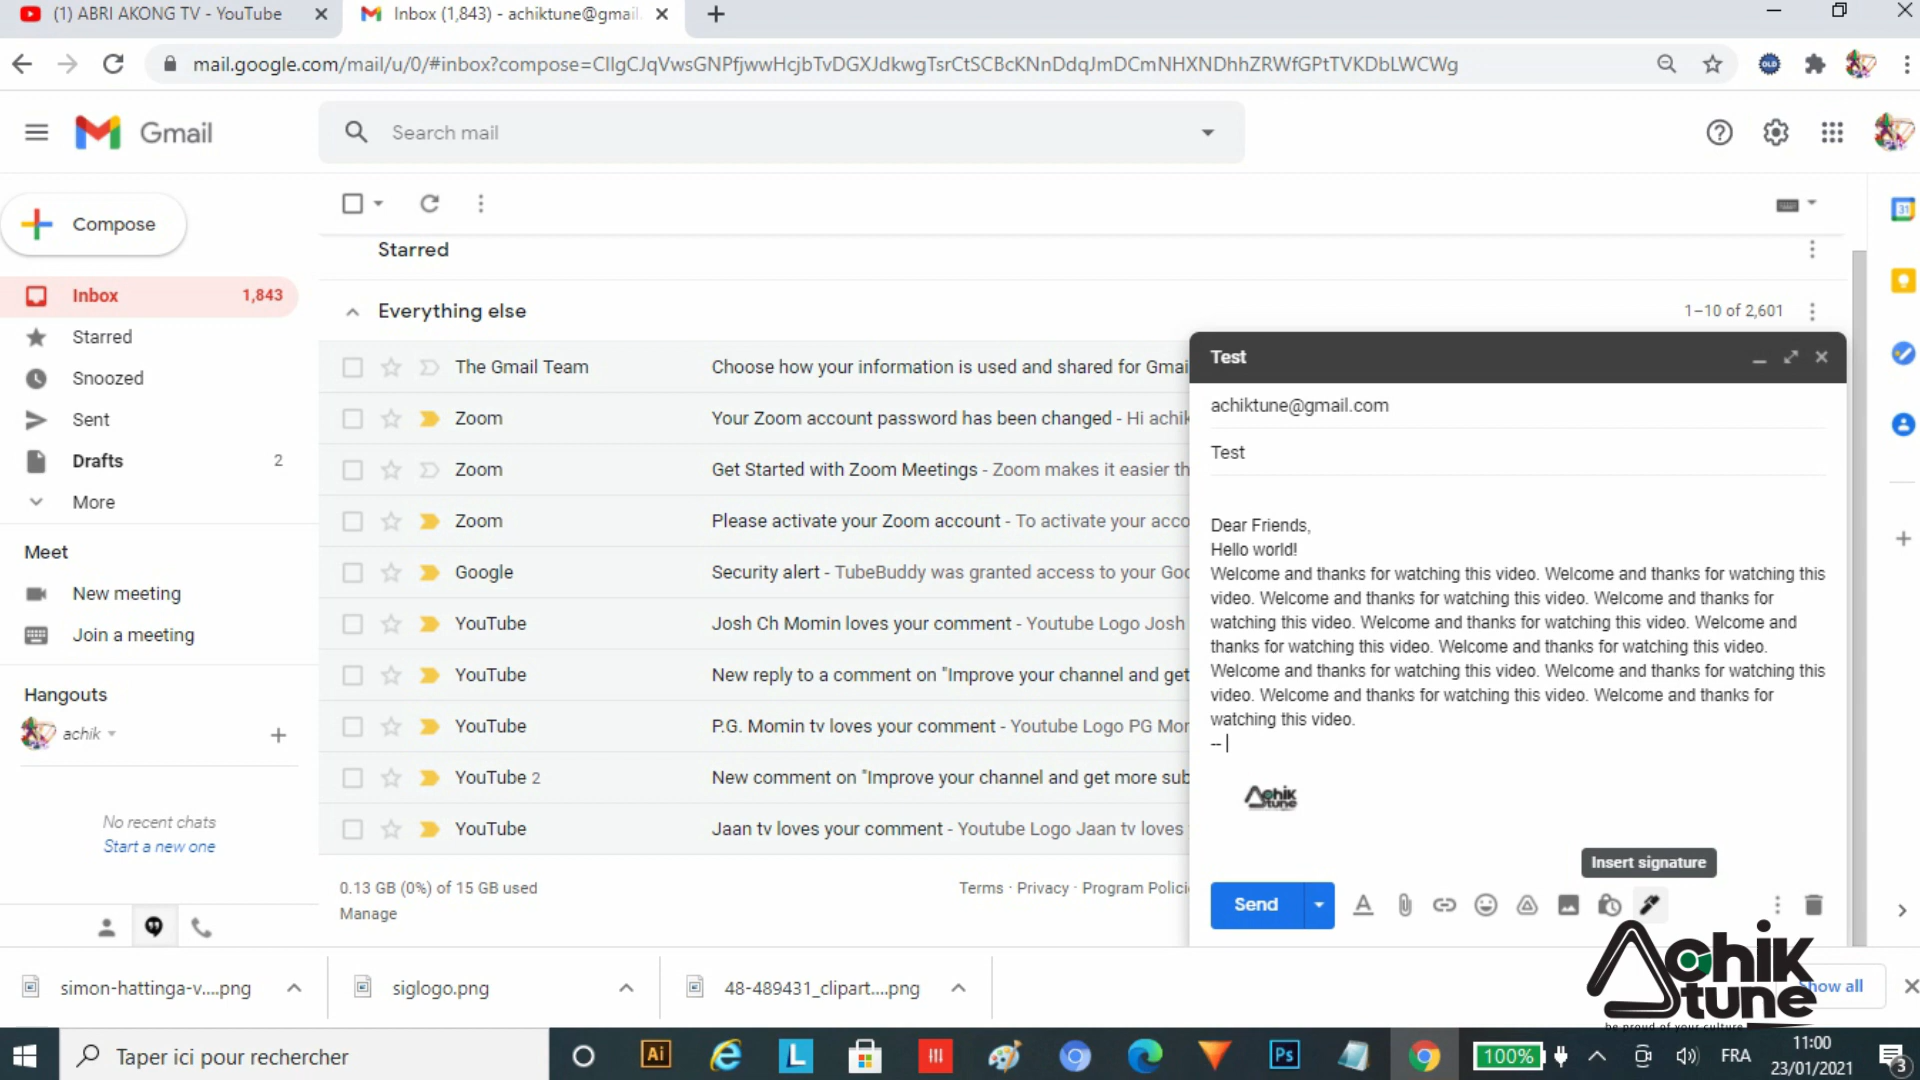 (1) ABRI AKONG TV - YouTube
Inbox (1,843) - achiktune@gmail.
mail.google.com/mail/u/0/#inbox?compose=CllgCJqVwsGNPfjwwHcjbTvDGXJdkwgTsrCtSCBcKNnDdqJmDCmNHXNDhhZRWfGPtTVKDbLWCWg
OLD
Gmail
Search mail
Compose
31
Starred
Inbox 1,843
Everything else
1–10 of 2,601
Starred
The Gmail Team Choose how your information is used and shared for Gmai
Snoozed
Zoom Your Zoom account password has been changed - Hi achik
Sent
Zoom Get Started with Zoom Meetings - Zoom makes it easier th
Drafts 2
Zoom Please activate your Zoom account - To activate your acco
More
Google Security alert - TubeBuddy was granted access to your Goo
Meet
New meeting
YouTube Josh Ch Momin loves your comment - Youtube Logo Josh
Join a meeting
YouTube New reply to a comment on "Improve your channel and get
Hangouts
YouTube P.G. Momin tv loves your comment - Youtube Logo PG Mor
achik
YouTube 2 New comment on "Improve your channel and get more sub
No recent chats
YouTube Jaan tv loves your comment - Youtube Logo Jaan tv loves
Start a new one
0.13 GB (0%) of 15 GB used
Manage
Terms · Privacy · Program Polici
Test
achiktune@gmail.com
Test
Dear Friends,
Hello world!
Welcome and thanks for watching this video. Welcome and thanks for watching this
video. Welcome and thanks for watching this video. Welcome and thanks for
watching this video. Welcome and thanks for watching this video. Welcome and
thanks for watching this video. Welcome and thanks for watching this video.
Welcome and thanks for watching this video. Welcome and thanks for watching this
video. Welcome and thanks for watching this video. Welcome and thanks for
watching this video.
--
Achik
tune
Insert signature
Send
simon-hattinga-v....png
siglogo.png
48-489431_clipart....png
Show all
Achik
tune
be proud of your culture
Taper ici pour rechercher
Ai
L
Ps
100%
FRA
11:00
23/01/2021
3